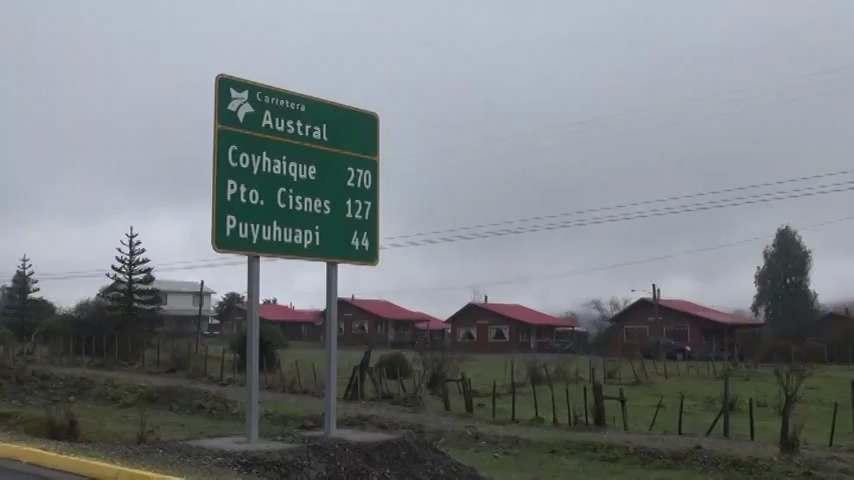 Carretera
Austral
Coyhaique 270
Pto. Cisnes 127
Puyuhuapi 44